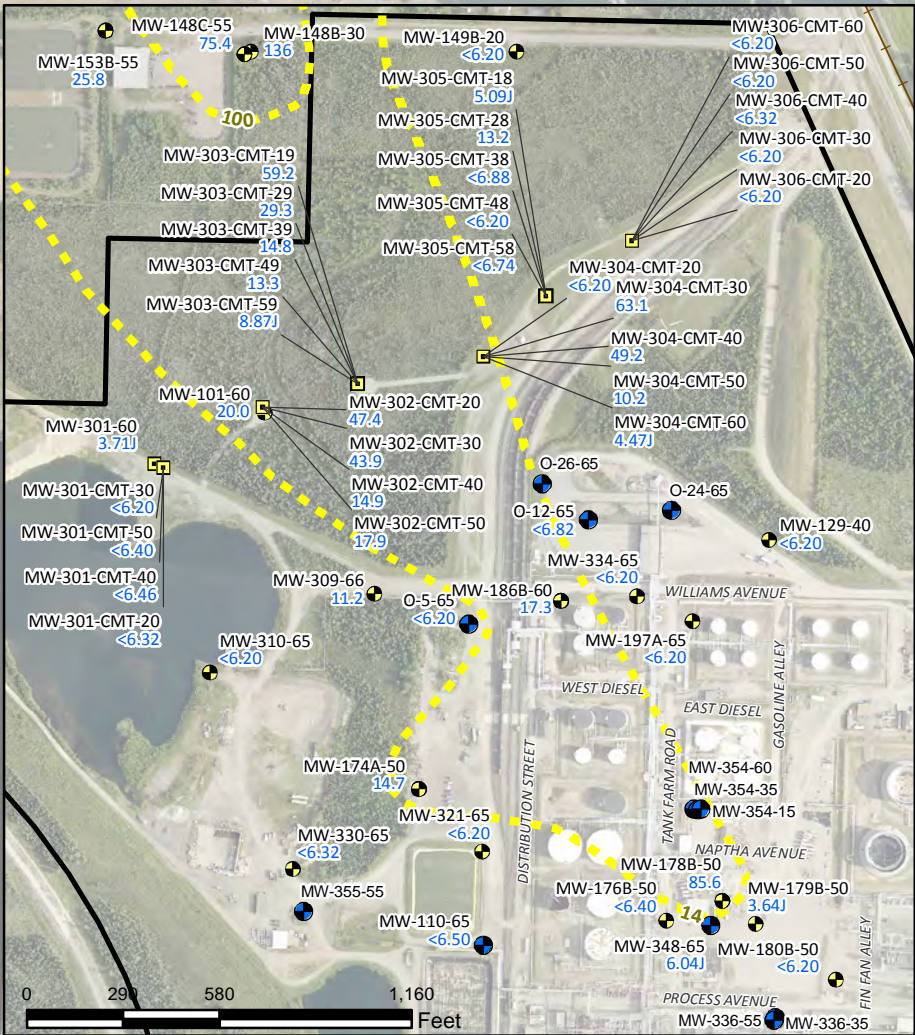 MW-148C-55
75.4
MW-148B-30
136
MW-153B-55
25.8
MW-149B-20
<6.20
MW-306-CMT-60
<6.20
MW-306-CMT-50
<6.20
MW-306-CMT-40
<6.32
MW-306-CMT-30
<6.20
MW-306-CMT-20
<6.20
MW-305-CMT-18
5.09J
MW-305-CMT-28
13.2
MW-305-CMT-38
<6.88
MW-305-CMT-48
<6.20
MW-305-CMT-58
<6.74
100
MW-303-CMT-19
59.2
MW-303-CMT-29
29.3
MW-303-CMT-39
14.8
MW-303-CMT-49
13.3
MW-303-CMT-59
8.87J
MW-304-CMT-20
<6.20
MW-304-CMT-30
63.1
MW-304-CMT-40
49.2
MW-304-CMT-50
10.2
MW-304-CMT-60
4.47J
MW-101-60
20.0
MW-302-CMT-20
47.4
MW-302-CMT-30
43.9
MW-302-CMT-40
14.9
MW-302-CMT-50
17.9
MW-301-60
3.71J
MW-301-CMT-30
<6.20
MW-301-CMT-50
<6.40
MW-301-CMT-40
<6.46
MW-301-CMT-20
<6.32
O-26-65
O-24-65
O-12-65
<6.82
MW-129-40
<6.20
MW-334-65
<6.20
MW-309-66
11.2
O-5-65
<6.20
MW-186B-60
17.3
WILLIAMS AVENUE
MW-197A-65
<6.20
MW-310-65
<6.20
WEST DIESEL
EAST DIESEL
GASOLINE ALLEY
DISTRIBUTION STREET
TANK FARM ROAD
MW-174A-50
14.7
MW-354-60
MW-354-35
MW-354-15
MW-321-65
<6.20
NAPTHA AVENUE
MW-330-65
<6.32
MW-178B-50
85.6
MW-176B-50
<6.40
MW-179B-50
3.64J
14
MW-355-55
MW-110-65
<6.50
MW-348-65
6.04J
MW-180B-50
<6.20
FIN FAN ALLEY
PROCESS AVENUE
MW-336-55
MW-336-35
0 290 580 1,160
Feet